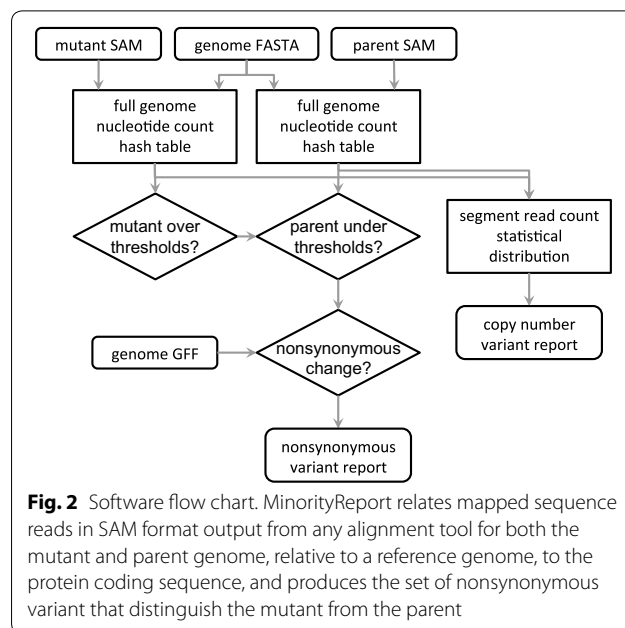 mutant SAM
genome FASTA
parent SAM
full genome
nucleotide count
hash table
full genome
nucleotide count
hash table
mutant over
thresholds?
parent under
thresholds?
segment read count
statistical
distribution
copy number
variant report
genome GFF
nonsynonymous
change?
nonsynonymous
variant report
Fig. 2 Software flow chart. MinorityReport relates mapped sequence
reads in SAM format output from any alignment tool for both the
mutant and parent genome, relative to a reference genome, to the
protein coding sequence, and produces the set of nonsynonymous
variant that distinguish the mutant from the parent